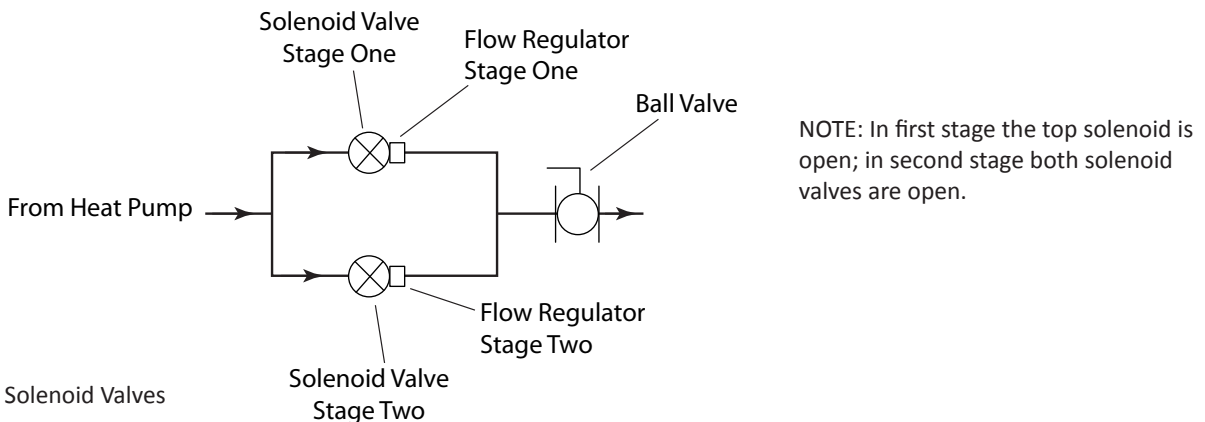 Solenoid Valve
Stage One
Flow Regulator
Stage One
Ball Valve
NOTE: In first stage the top solenoid is
open; in second stage both solenoid
valves are open.
From Heat Pump
Flow Regulator
Stage Two
Solenoid Valve
Stage Two
Solenoid Valves